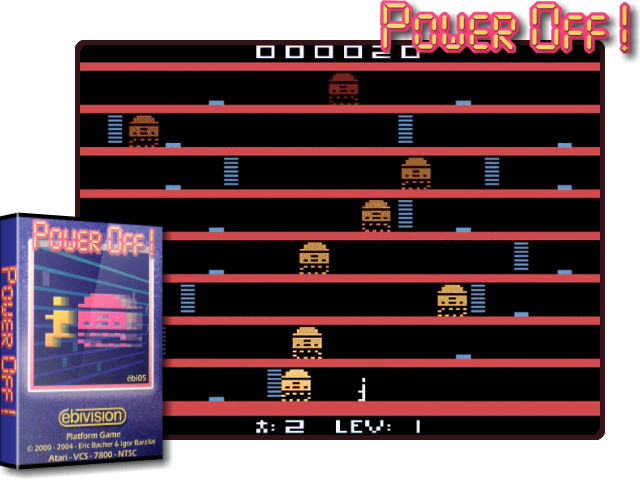 POWER OFF!
000020
POWER OFF!
POWER OFF!
ébi05
ébivision
Platform Game
© 2000 - 2004 - Eric Bacher & Igor Barzilai
Atari - VCS - 7800 - NTSC
: 2 LEV: 1